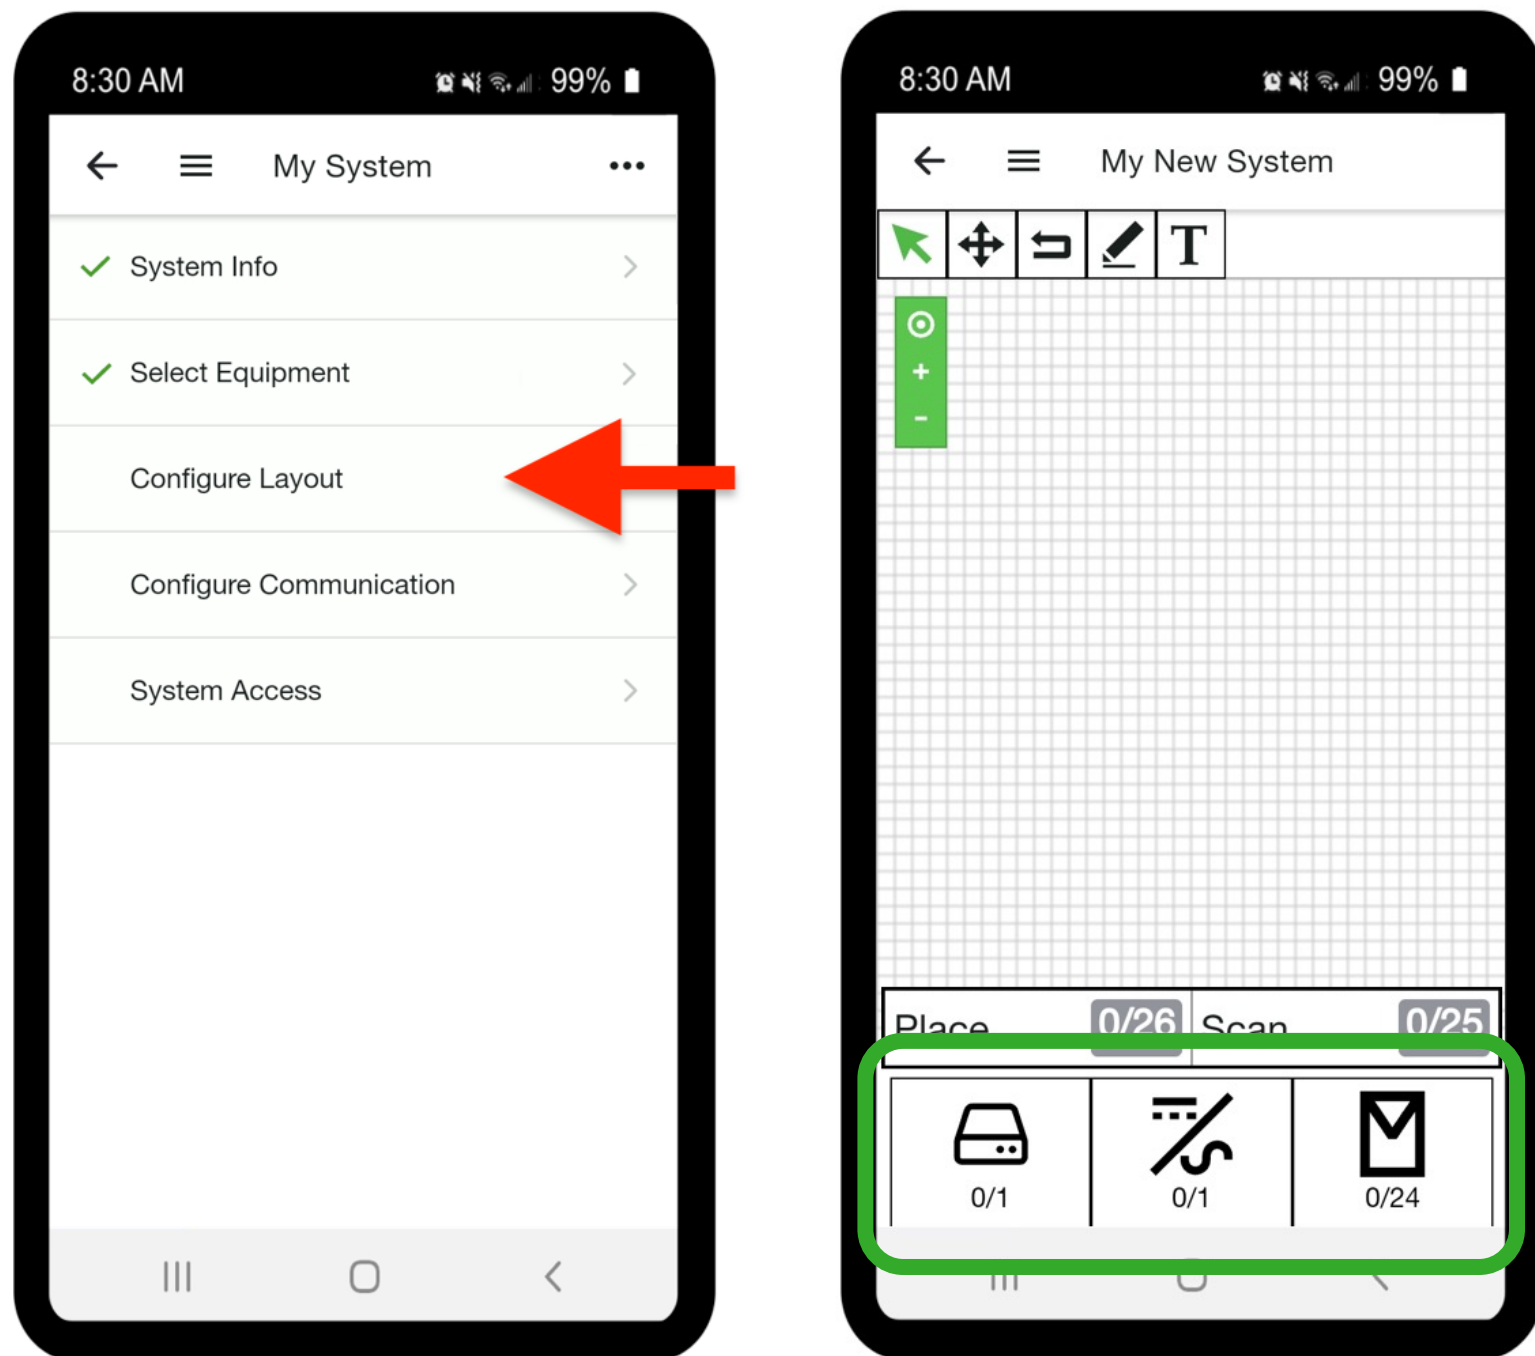 8:30 AM 99%
My System
System Info
Select Equipment
Configure Layout
Configure Communication
System Access
8:30 AM 99%
My New System
T
Place 0/26 Scan 0/25
0/1 0/1 0/24